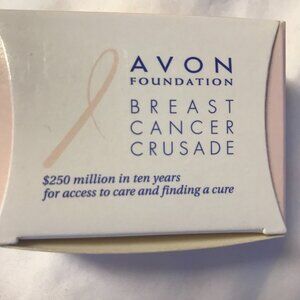 AVON
FOUNDATION
BREAST
CANCER
CRUSADE
$250 million in ten years
for access to care and finding a cure